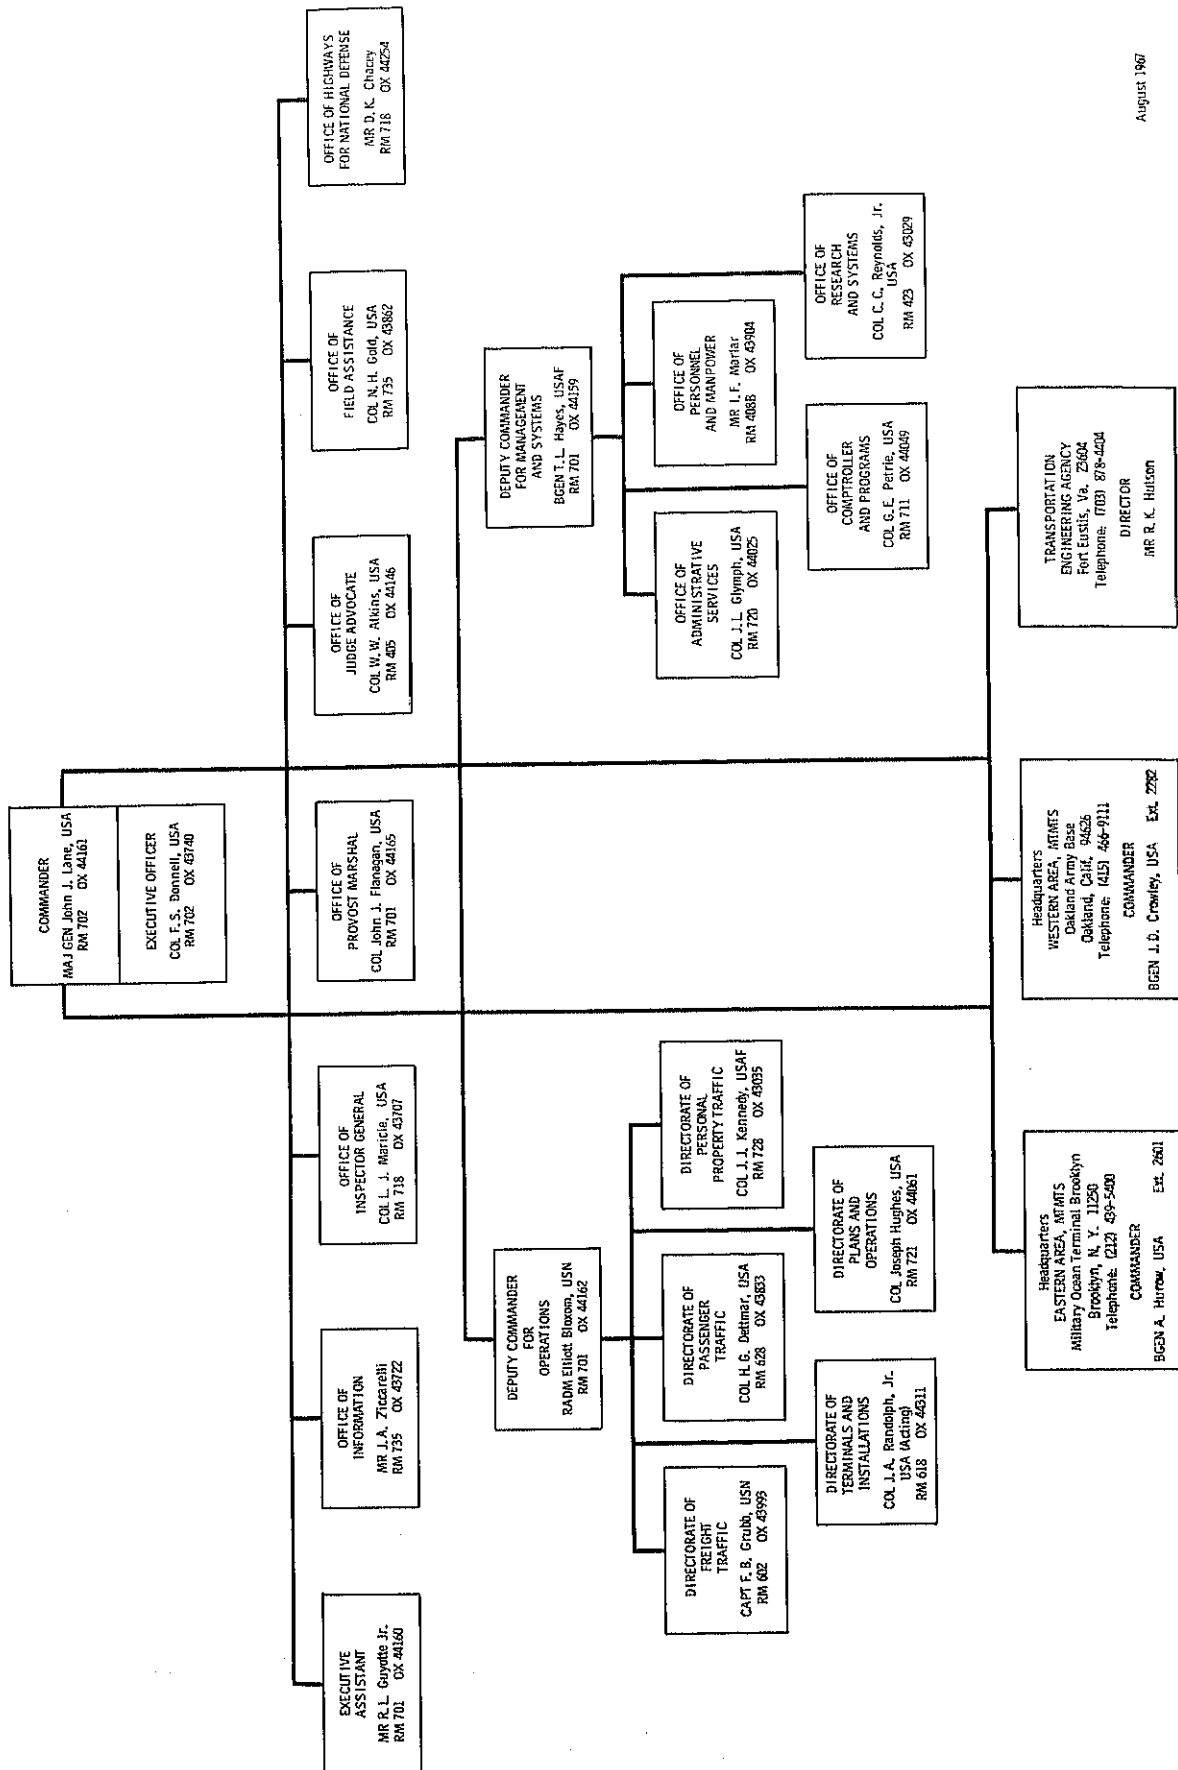 COMMANDER
MAJ GEN John J. Lane, USA
RM 702 OX 44161
EXECUTIVE OFFICER
COL F.S. Donnell, USA
RM 702 OX 43740
EXECUTIVE
ASSISTANT
MR R.L. Guyotte Jr.
RM 701 OX 44160
OFFICE OF
INFORMATION
MR J.A. Ziccarelli
RM 735 OX 43722
OFFICE OF
INSPECTOR GENERAL
COL L. J. Maricle, USA
RM 718 OX 43707
OFFICE OF
PROVOST MARSHAL
COL John J. Flanagan, USA
RM 701 OX 44165
OFFICE OF
JUDGE ADVOCATE
COL W.W. Atkins, USA
RM 405 OX 44146
OFFICE OF
FIELD ASSISTANCE
COL N.H. Gold, USA
RM 735 OX 43862
OFFICE OF HIGHWAYS
FOR NATIONAL DEFENSE
MR D.K. Chacey
RM 718 OX 44254
DEPUTY COMMANDER
FOR
OPERATIONS
RADM Elliott Bloxom, USN
RM 701 OX 44162
DEPUTY COMMANDER
FOR MANAGEMENT
AND SYSTEMS
BGEN T.L. Hayes, USAF
RM 701 OX 44159
DIRECTORATE OF
FREIGHT
TRAFFIC
CAPT F.B. Grubb, USN
RM 602 OX 43993
DIRECTORATE OF
PASSENGER
TRAFFIC
COL H.G. Dettmar, USA
RM 628 OX 43833
DIRECTORATE OF
PERSONAL
PROPERTY TRAFFIC
COL J.J. Kennedy, USAF
RM 728 OX 43035
OFFICE OF
ADMINISTRATIVE
SERVICES
COL J.L. Glymph, USA
RM 720 OX 44025
OFFICE OF
PERSONNEL
AND MANPOWER
MR I.F. Marlar
RM 408B OX 43904
DIRECTORATE OF
TERMINALS AND
INSTALLATIONS
COL J.A. Randolph, Jr.
USA (Acting)
RM 618 OX 44311
DIRECTORATE OF
PLANS AND
OPERATIONS
COL Joseph Hughes, USA
RM 721 OX 44061
OFFICE OF
COMPTROLLER
AND PROGRAMS
COL G.E. Petrie, USA
RM 711 OX 44049
OFFICE OF
RESEARCH
AND SYSTEMS
COL C.C. Reynolds, Jr.
USA
RM 423 OX 43029
Headquarters
EASTERN AREA, MTMTS
Military Ocean Terminal Brooklyn
Brooklyn, N.Y. 11250
Telephone: (212) 439-5400
COMMANDER
BGEN A. Hurow, USA Ext. 2601
Headquarters
WESTERN AREA, MTMTS
Oakland Army Base
Oakland, Calif. 94626
Telephone: (415) 466-9111
COMMANDER
BGEN J.D. Crowley, USA Ext. 2282
TRANSPORTATION
ENGINEERING AGENCY
Fort Eustis, Va. 23604
Telephone: (703) 878-4404
DIRECTOR
MR R.K. Hutson
August 1967